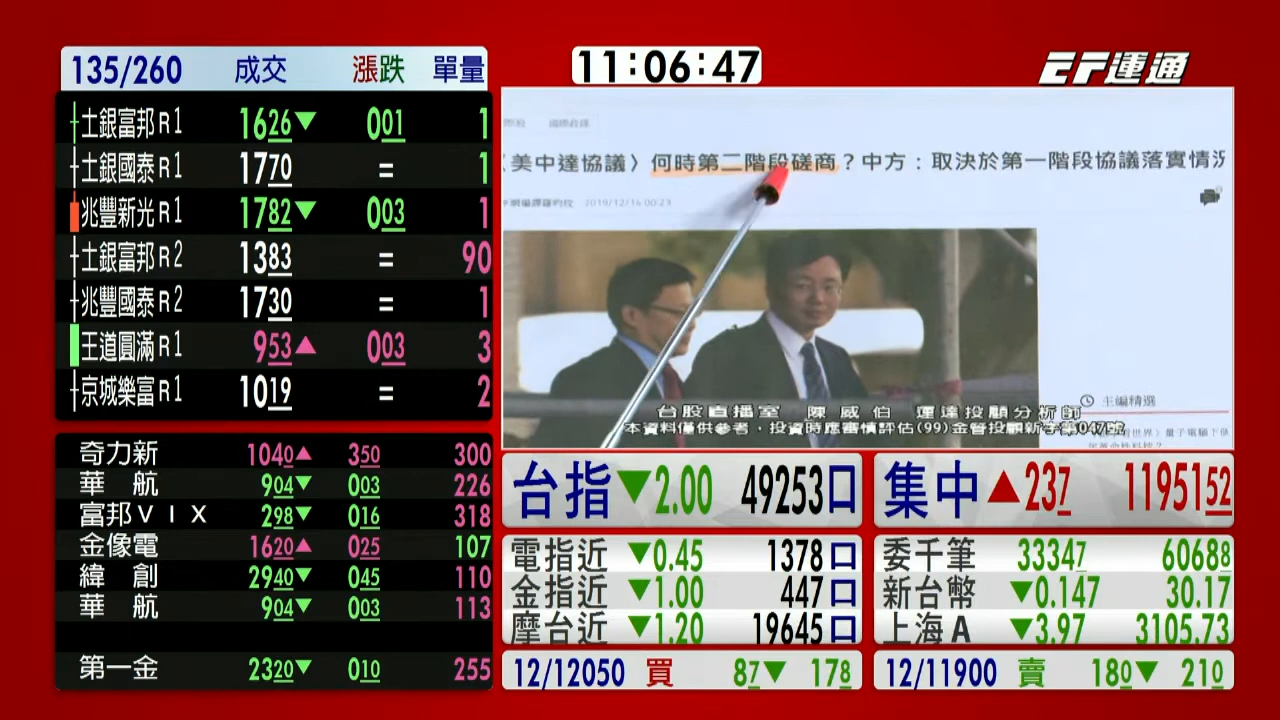 135/260 成交 漲跌 單量
11:06:47
EF運通
土銀富邦R1 1626▼ 001 1
土銀國泰R1 1770 = 1
兆豐新光R1 1782▼ 003 1
土銀富邦R2 1383 = 90
兆豐國泰R2 1730 = 1
王道圓滿R1 953▲ 003 3
京城樂富R1 1019 = 2
奇力新 1040▲ 350 300
華航 904▼ 003 226
富邦VIX 298▼ 016 318
金像電 1620▲ 025 107
緯創 2940▼ 045 110
華航 904▼ 003 113
第一金 2320▼ 010 255
〈美中達協議〉何時第二階段磋商？中方：取決於第一階段協議落實情況
2019/12/16 00:23
主編精選
台股直播室 陳威伯 運達投顧分析師
本資料僅供參考，投資時應審慎評估(99)金管投顧新字第047號
台指▼2.00 49253口
電指近 ▼0.45 1378口
金指近 ▼1.00 447口
摩台近 ▼1.20 19645口
12/12050 買 87▼ 178
集中▲237 1195152
委千筆 33347 60688
新台幣 ▼0.147 30.17
上海A ▼3.97 3105.73
12/11900 賣 180▼ 210